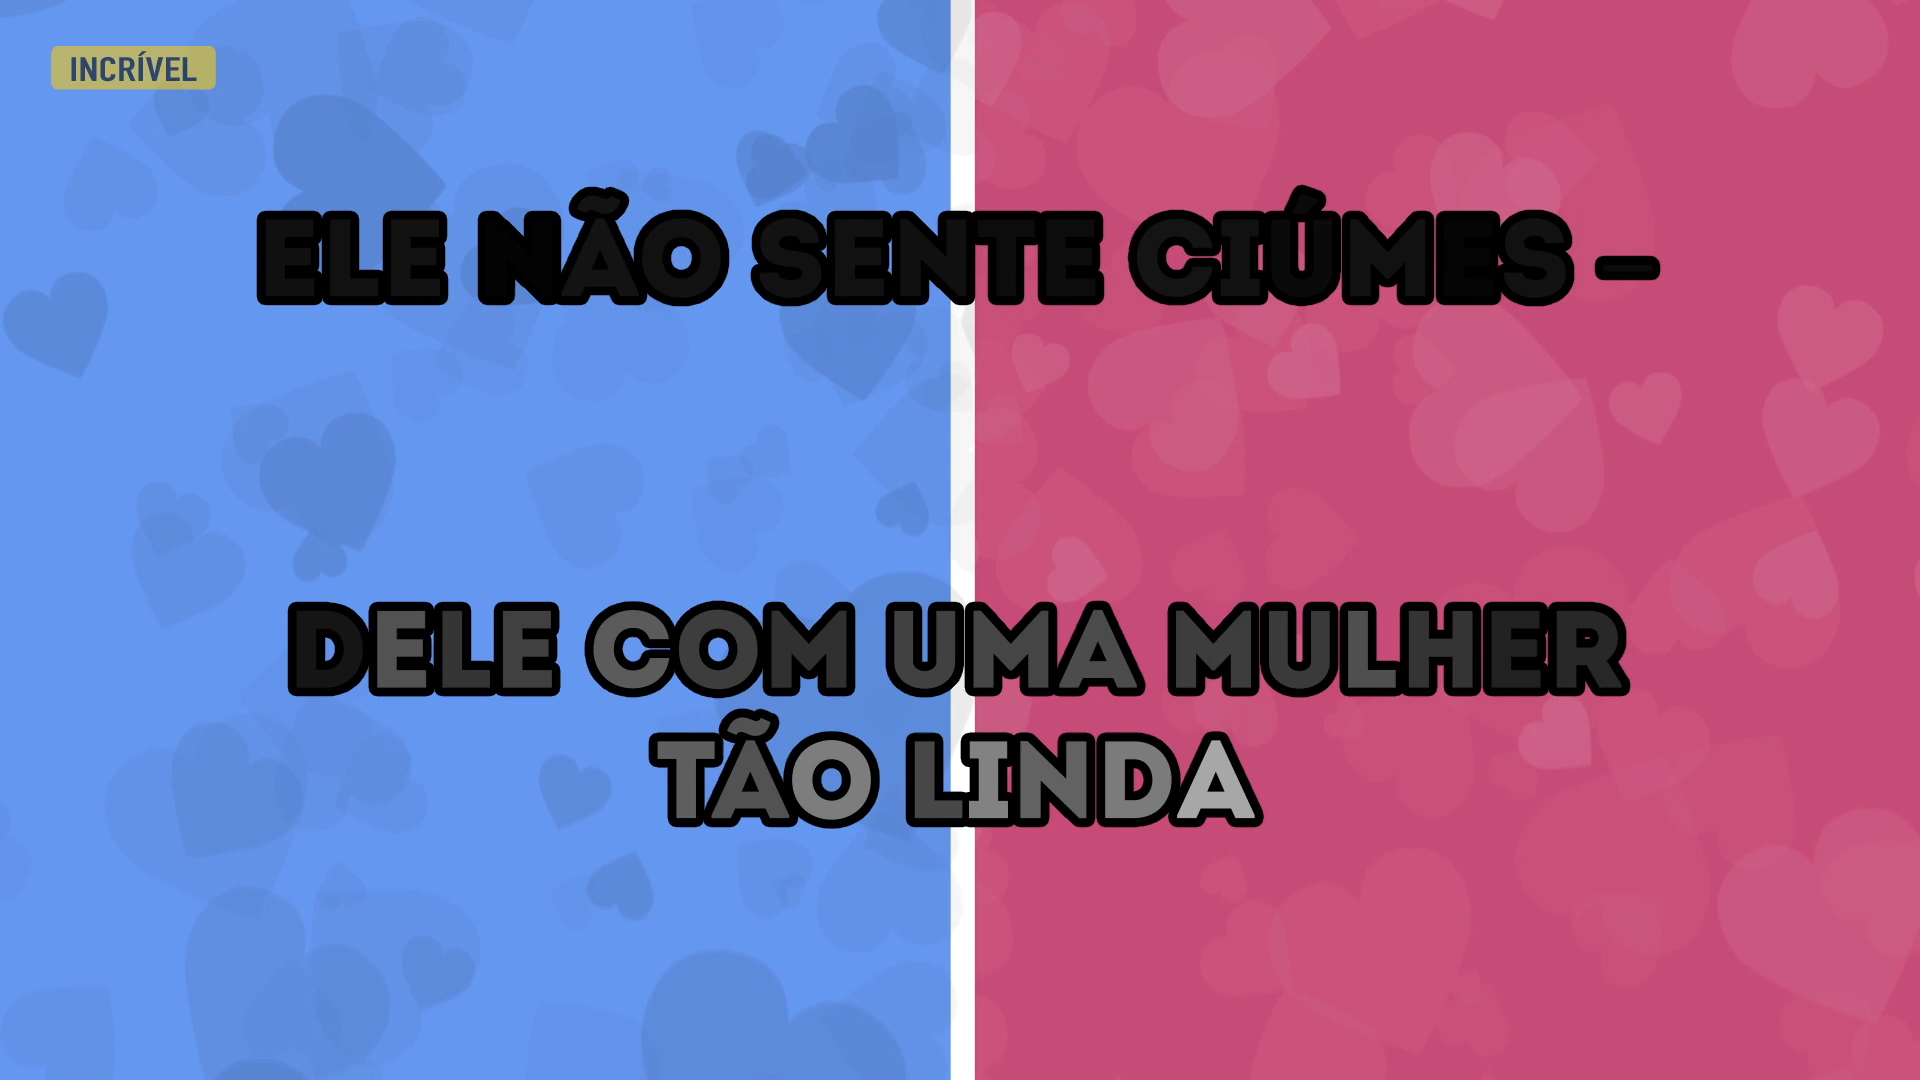 INCRÍVEL
ELE NÃO SENTE CIÚMES –
DELE COM UMA MULHER
TÃO LINDA